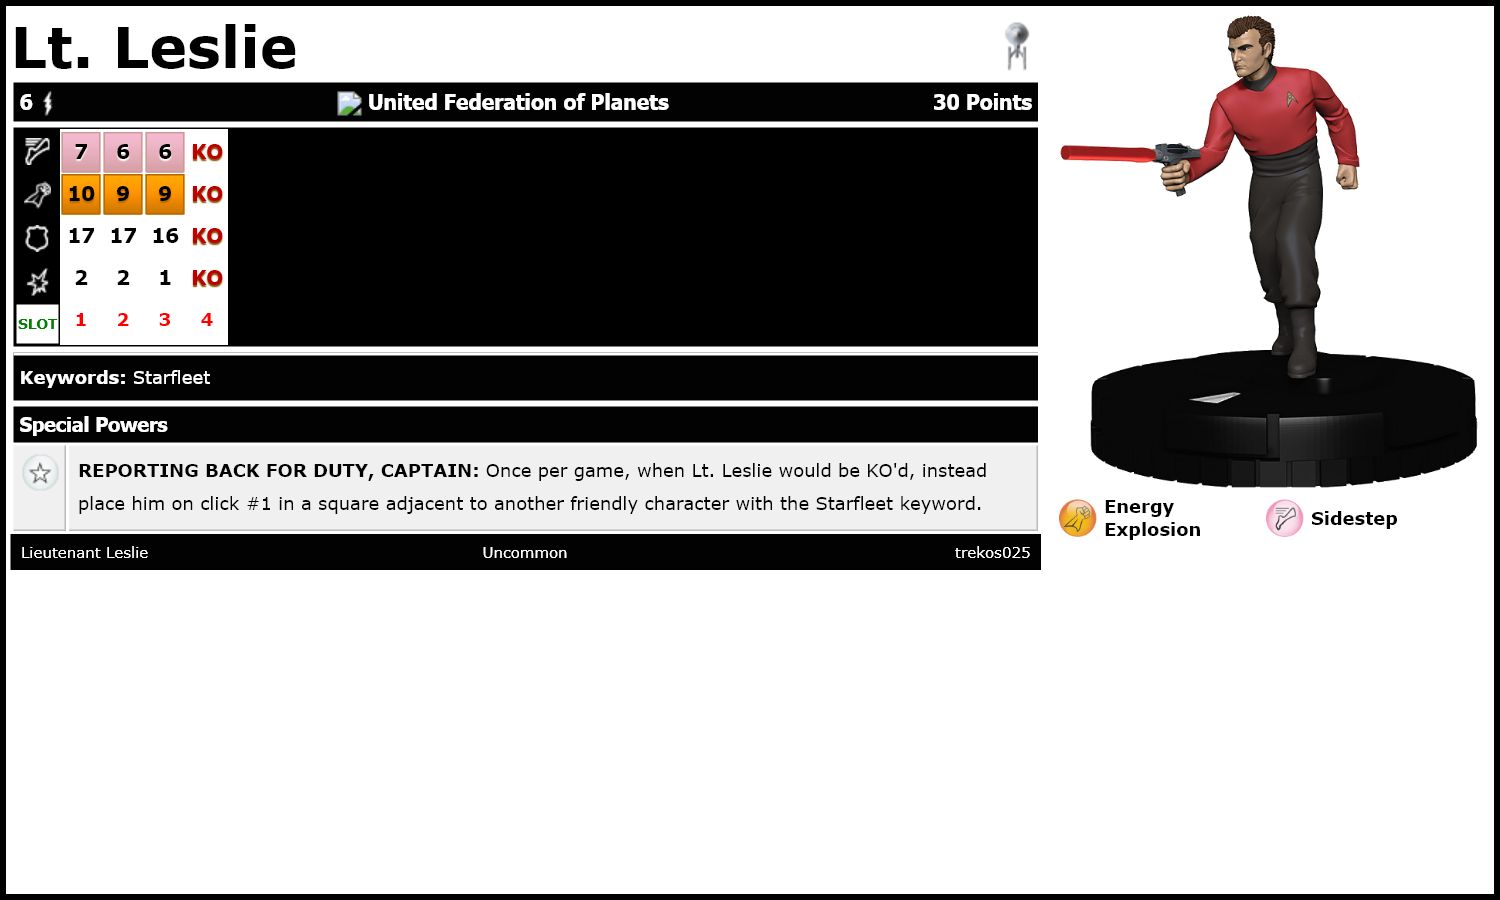 Lt. Leslie
6 United Federation of Planets 30 Points
7 6 6 KO
10 9 9 KO
17 17 16 KO
2 2 1 KO
SLOT 1 2 3 4
Keywords: Starfleet
Special Powers
REPORTING BACK FOR DUTY, CAPTAIN: Once per game, when Lt. Leslie would be KO'd, instead
place him on click #1 in a square adjacent to another friendly character with the Starfleet keyword.
Lieutenant Leslie Uncommon trekos025
Energy
Explosion
Sidestep